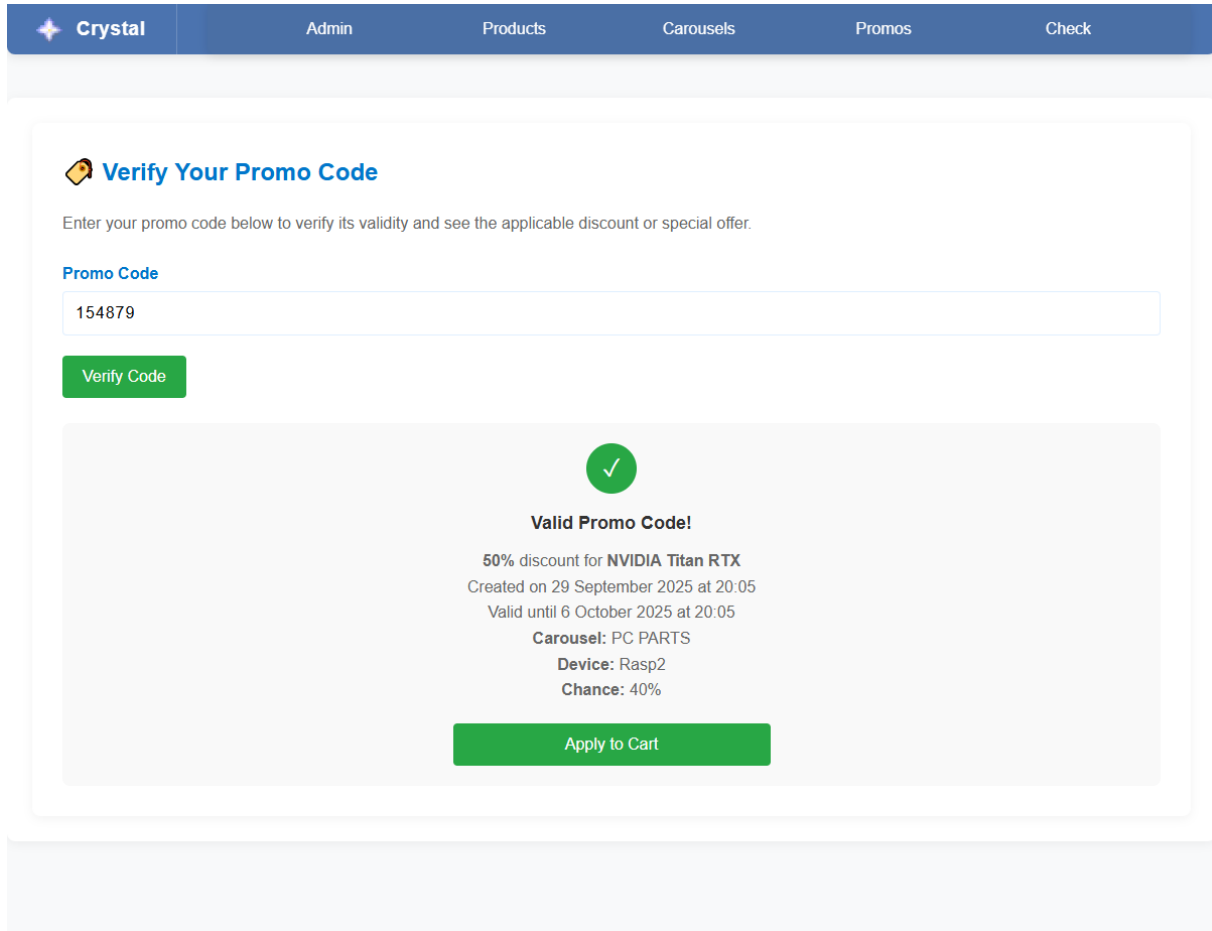 Crystal
Admin
Products
Carousels
Promos
Check
Verify Your Promo Code
Enter your promo code below to verify its validity and see the applicable discount or special offer.
Promo Code
154879
Verify Code
Valid Promo Code!
50% discount for NVIDIA Titan RTX
Created on 29 September 2025 at 20:05
Valid until 6 October 2025 at 20:05
Carousel: PC PARTS
Device: Rasp2
Chance: 40%
Apply to Cart